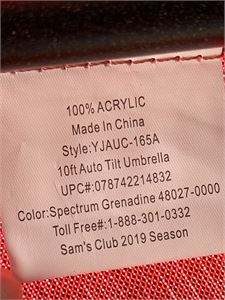 100% ACRYLIC
Made In China
Style:YJAUC-165A
10ft Auto Tilt Umbrella
UPC#:078742214832
Color:Spectrum Grenadine 48027-0000
Toll Free#:1-888-301-0332
Sam's Club 2019 Season